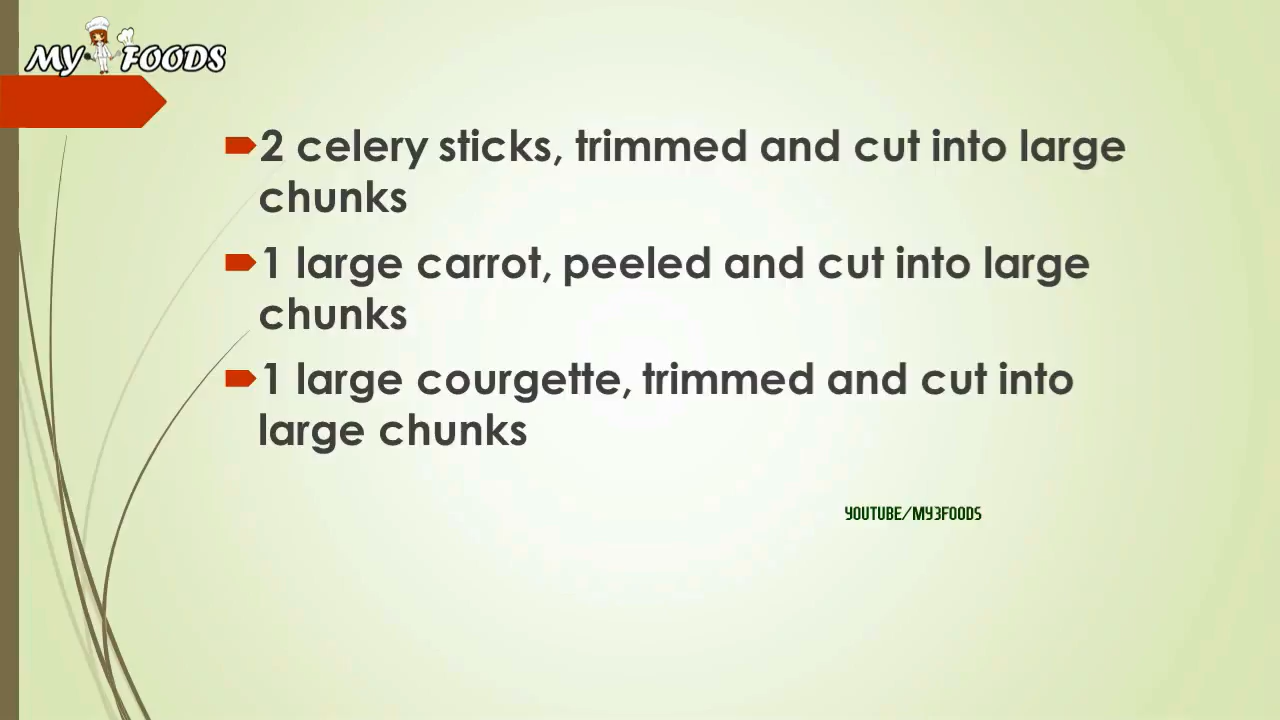 MY FOODS
2 celery sticks, trimmed and cut into large
chunks
1 large carrot, peeled and cut into large
chunks
1 large courgette, trimmed and cut into
large chunks
YOUTUBE/MY3FOODS